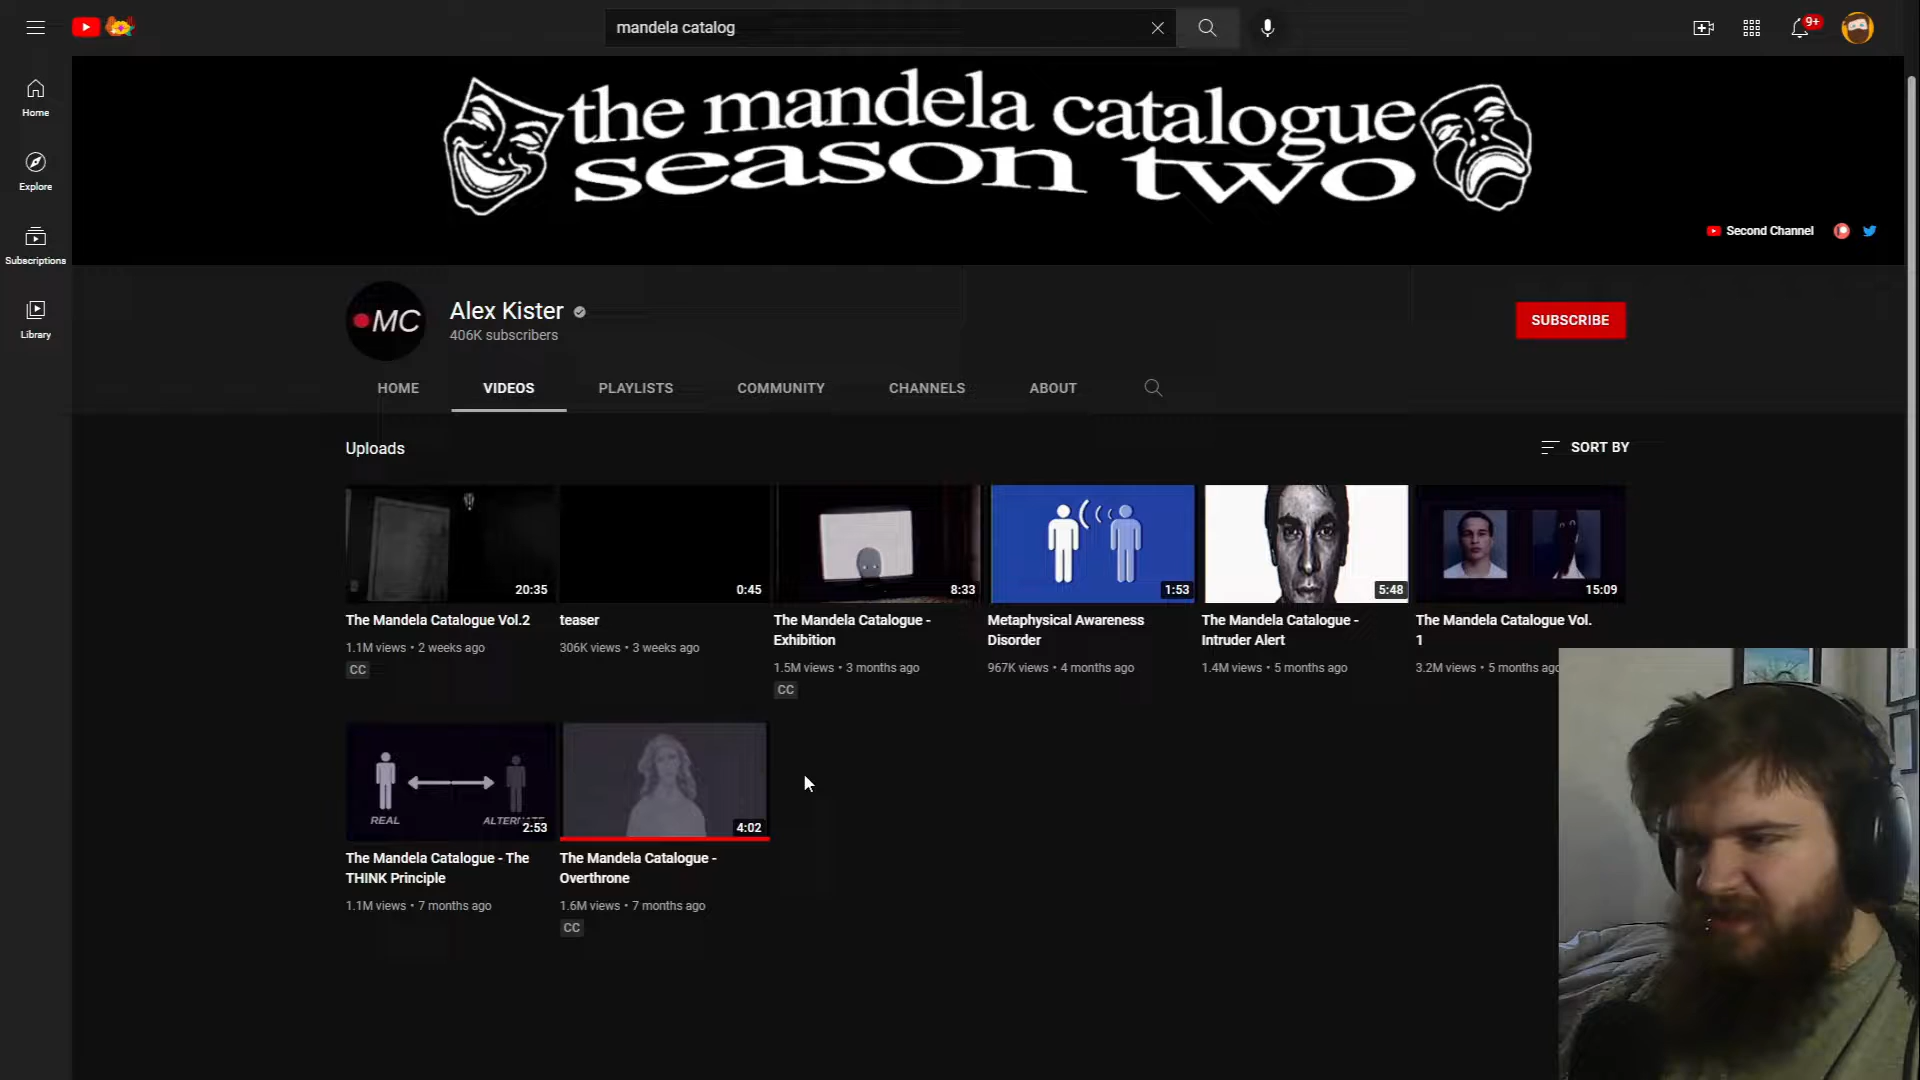 mandela catalog
9+
Home
Explore
Subscriptions
Library
the mandela catalogue
season two
Second Channel
MC
Alex Kister
406K subscribers
SUBSCRIBE
HOME
VIDEOS
PLAYLISTS
COMMUNITY
CHANNELS
ABOUT
Uploads
SORT BY
20:35
The Mandela Catalogue Vol.2
1.1M views • 2 weeks ago
CC
0:45
teaser
306K views • 3 weeks ago
8:33
The Mandela Catalogue -
Exhibition
1.5M views • 3 months ago
CC
1:53
Metaphysical Awareness
Disorder
967K views • 4 months ago
5:48
The Mandela Catalogue -
Intruder Alert
1.4M views • 5 months ago
15:09
The Mandela Catalogue Vol.
1
3.2M views • 5 months ago
REAL
ALTERNATE
2:53
The Mandela Catalogue - The
THINK Principle
1.1M views • 7 months ago
4:02
The Mandela Catalogue -
Overthrone
1.6M views • 7 months ago
CC